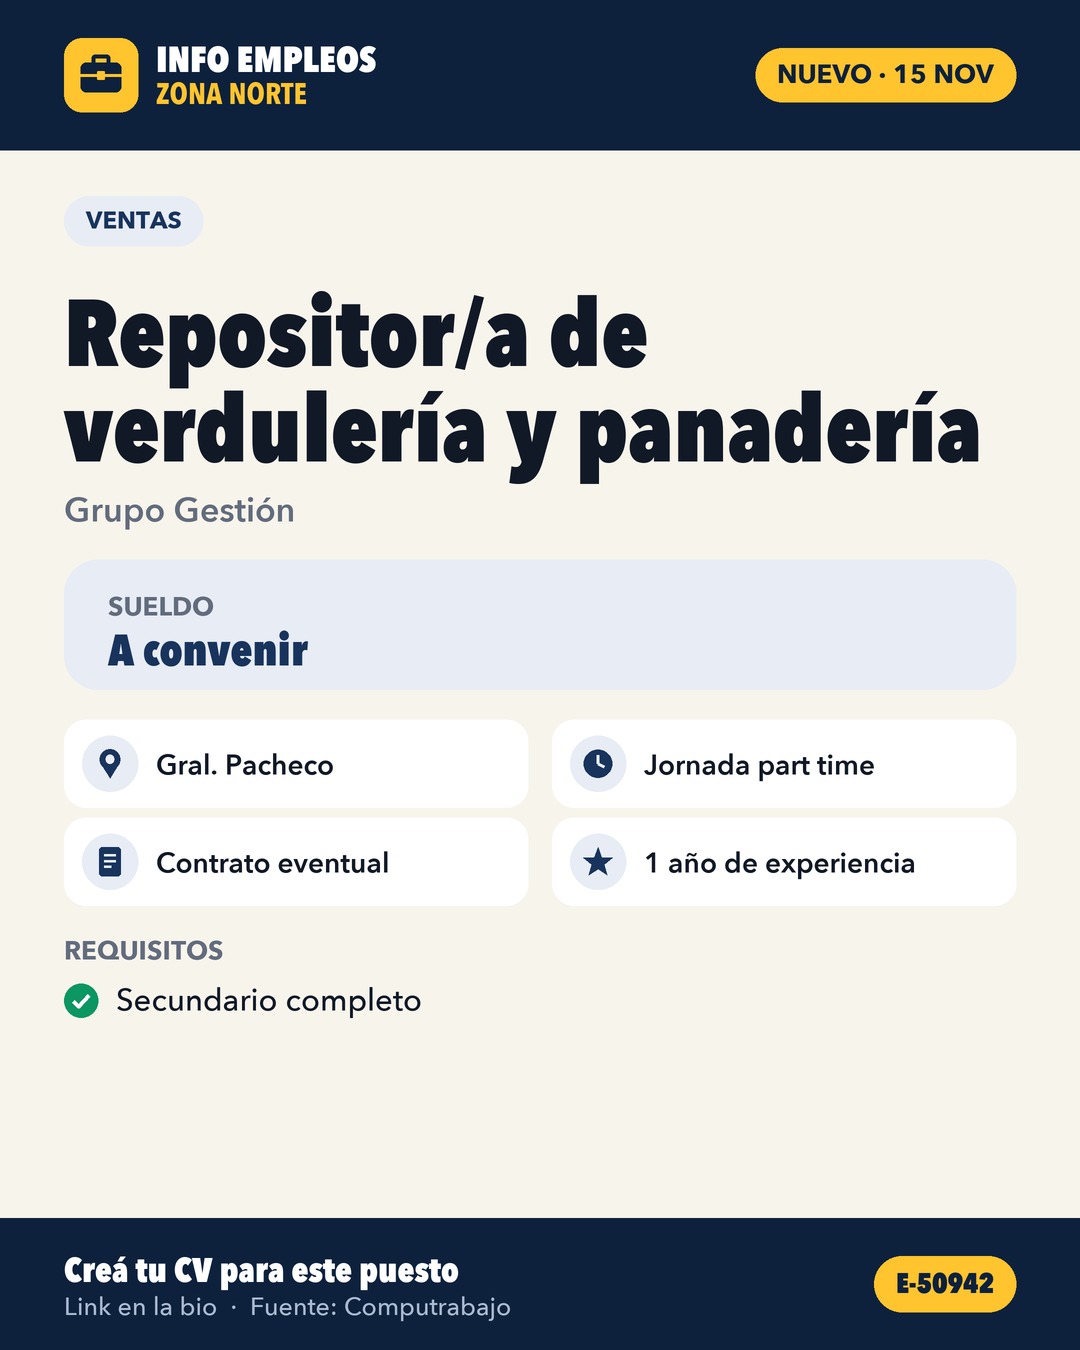 INFO EMPLEOS
ZONA NORTE
NUEVO · 15 NOV
VENTAS
Repositor/a de
verdulería y panadería
Grupo Gestión
SUELDO
A convenir
Gral. Pacheco
Jornada part time
Contrato eventual
1 año de experiencia
REQUISITOS
Secundario completo
Creá tu CV para este puesto
Link en la bio · Fuente: Computrabajo
E-50942